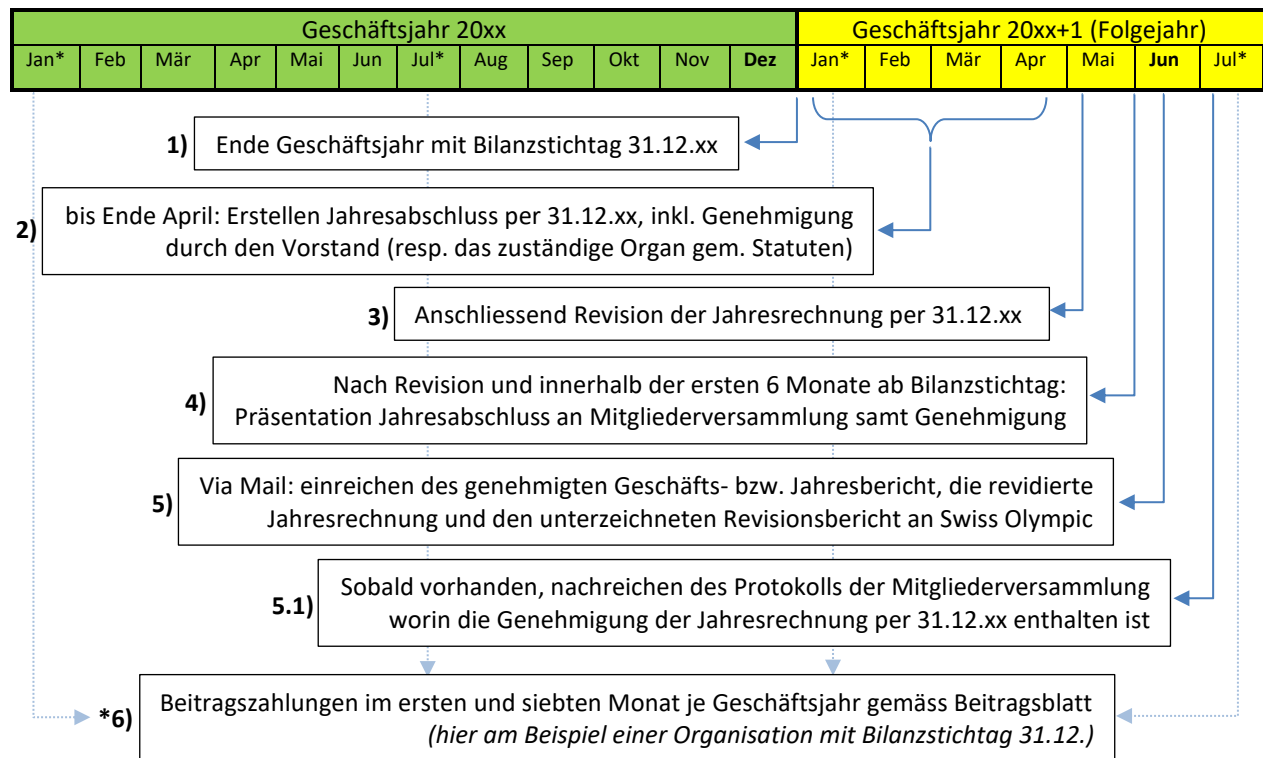 Geschäftsjahr 20xx Geschäftsjahr 20xx+1 (Folgejahr)
Jan* Feb Mär Apr Mai Jun Jul* Aug Sep Okt Nov Dez Jan* Feb Mär Apr Mai Jun Jul*
1) Ende Geschäftsjahr mit Bilanzstichtag 31.12.xx
2) bis Ende April: Erstellen Jahresabschluss per 31.12.xx, inkl. Genehmigung
durch den Vorstand (resp. das zuständige Organ gem. Statuten)
3) Anschliessend Revision der Jahresrechnung per 31.12.xx
4) Nach Revision und innerhalb der ersten 6 Monate ab Bilanzstichtag:
Präsentation Jahresabschluss an Mitgliederversammlung samt Genehmigung
5) Via Mail: einreichen des genehmigten Geschäfts- bzw. Jahresbericht, die revidierte
Jahresrechnung und den unterzeichneten Revisionsbericht an Swiss Olympic
5.1) Sobald vorhanden, nachreichen des Protokolls der Mitgliederversammlung
worin die Genehmigung der Jahresrechnung per 31.12.xx enthalten ist
*6) Beitragszahlungen im ersten und siebten Monat je Geschäftsjahr gemäss Beitragsblatt
(hier am Beispiel einer Organisation mit Bilanzstichtag 31.12.)